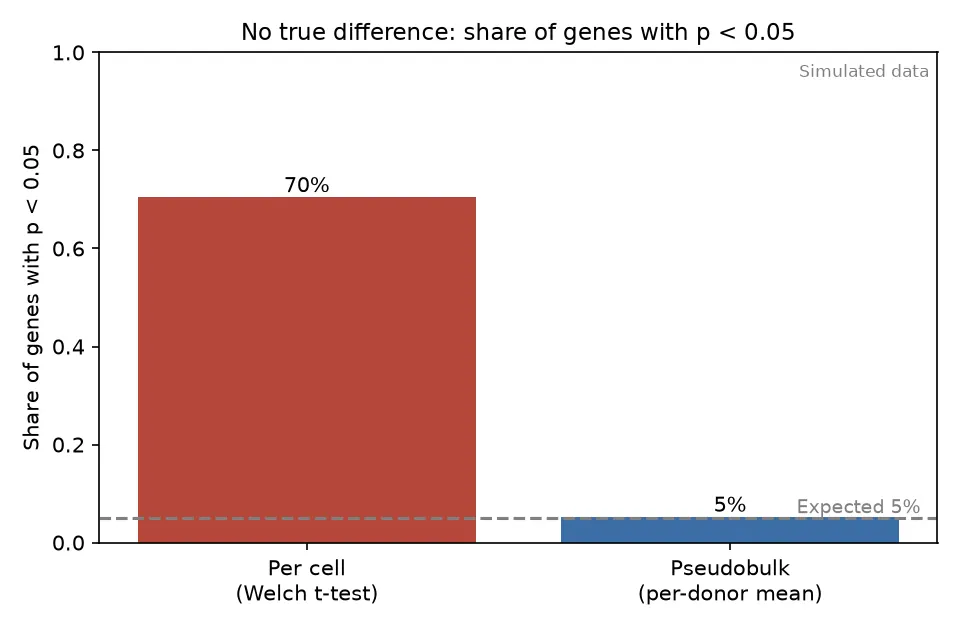 No true difference: share of genes with p < 0.05
Simulated data
Share of genes with p < 0.05
1.0
0.8
0.6
0.4
0.2
0.0
70%
5%
Expected 5%
Per cell
(Welch t-test)
Pseudobulk
(per-donor mean)